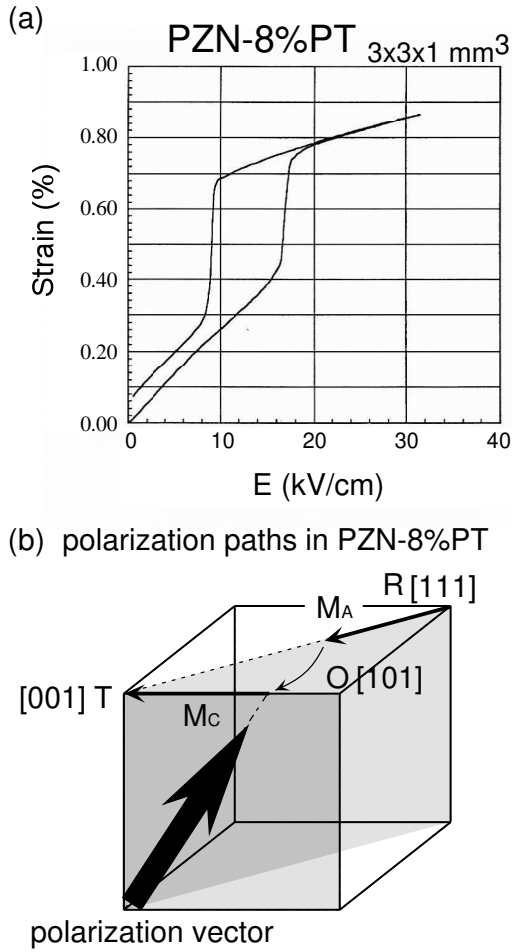 (a)
PZN-8%PT 3x3x1 mm³
1.00
0.80
0.60
0.40
0.20
0.00
Strain (%)
0 10 20 30 40
E (kV/cm)
(b) polarization paths in PZN-8%PT
R [111]
MA
O [101]
[001] T
MC
polarization vector